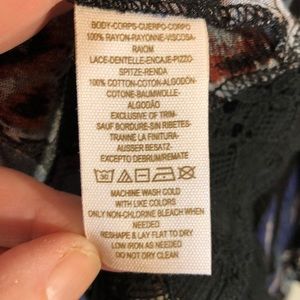 BODY-CORPS-CUERPO-CORPO
100% RAYON-RAYONNE-VISCOSA-
RAIOM
LACE-DENTELLE-ENCAJE-PIZZO-
SPITZE-RENDA
100% COTTON-COTON-ALGODÓN-
COTONE-BAUMWOLLE-
ALGODÃO
EXCLUSIVE OF TRIM-
SAUF BORDURE-SIN RIBETES-
TRANNE LA FINITURA-
AUSSER BESATZ-
EXCEPTO DEBRUM/REMATE
MACHINE WASH COLD
WITH LIKE COLORS
ONLY NON-CHLORINE BLEACH WHEN
NEEDED
RESHAPE & LAY FLAT TO DRY
LOW IRON AS NEEDED
DO NOT DRY CLEAN